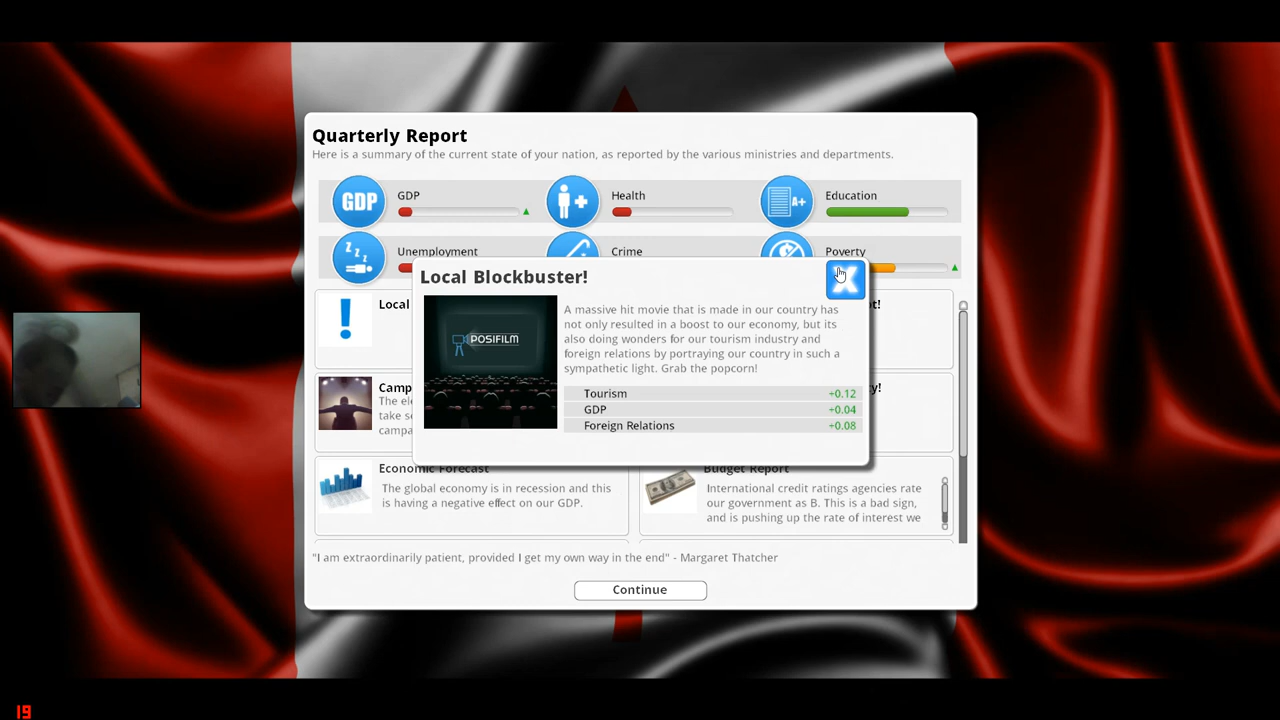 Quarterly Report
Here is a summary of the current state of your nation, as reported by the various ministries and departments.
GDP
GDP
Health
A+
Education
Z Z Z
Unemployment
Crime
Poverty
Local Blockbuster!
X
POSIFILM
A massive hit movie that is made in our country has
not only resulted in a boost to our economy, but its
also doing wonders for our tourism industry and
foreign relations by portraying our country in such a
sympathetic light. Grab the popcorn!
Tourism +0.12
GDP +0.04
Foreign Relations +0.08
Local
!
Camp
The ele
take se
campa
Economic Forecast
The global economy is in recession and this
is having a negative effect on our GDP.
Budget Report
International credit ratings agencies rate
our government as B. This is a bad sign,
and is pushing up the rate of interest we
"I am extraordinarily patient, provided I get my own way in the end" - Margaret Thatcher
Continue
19